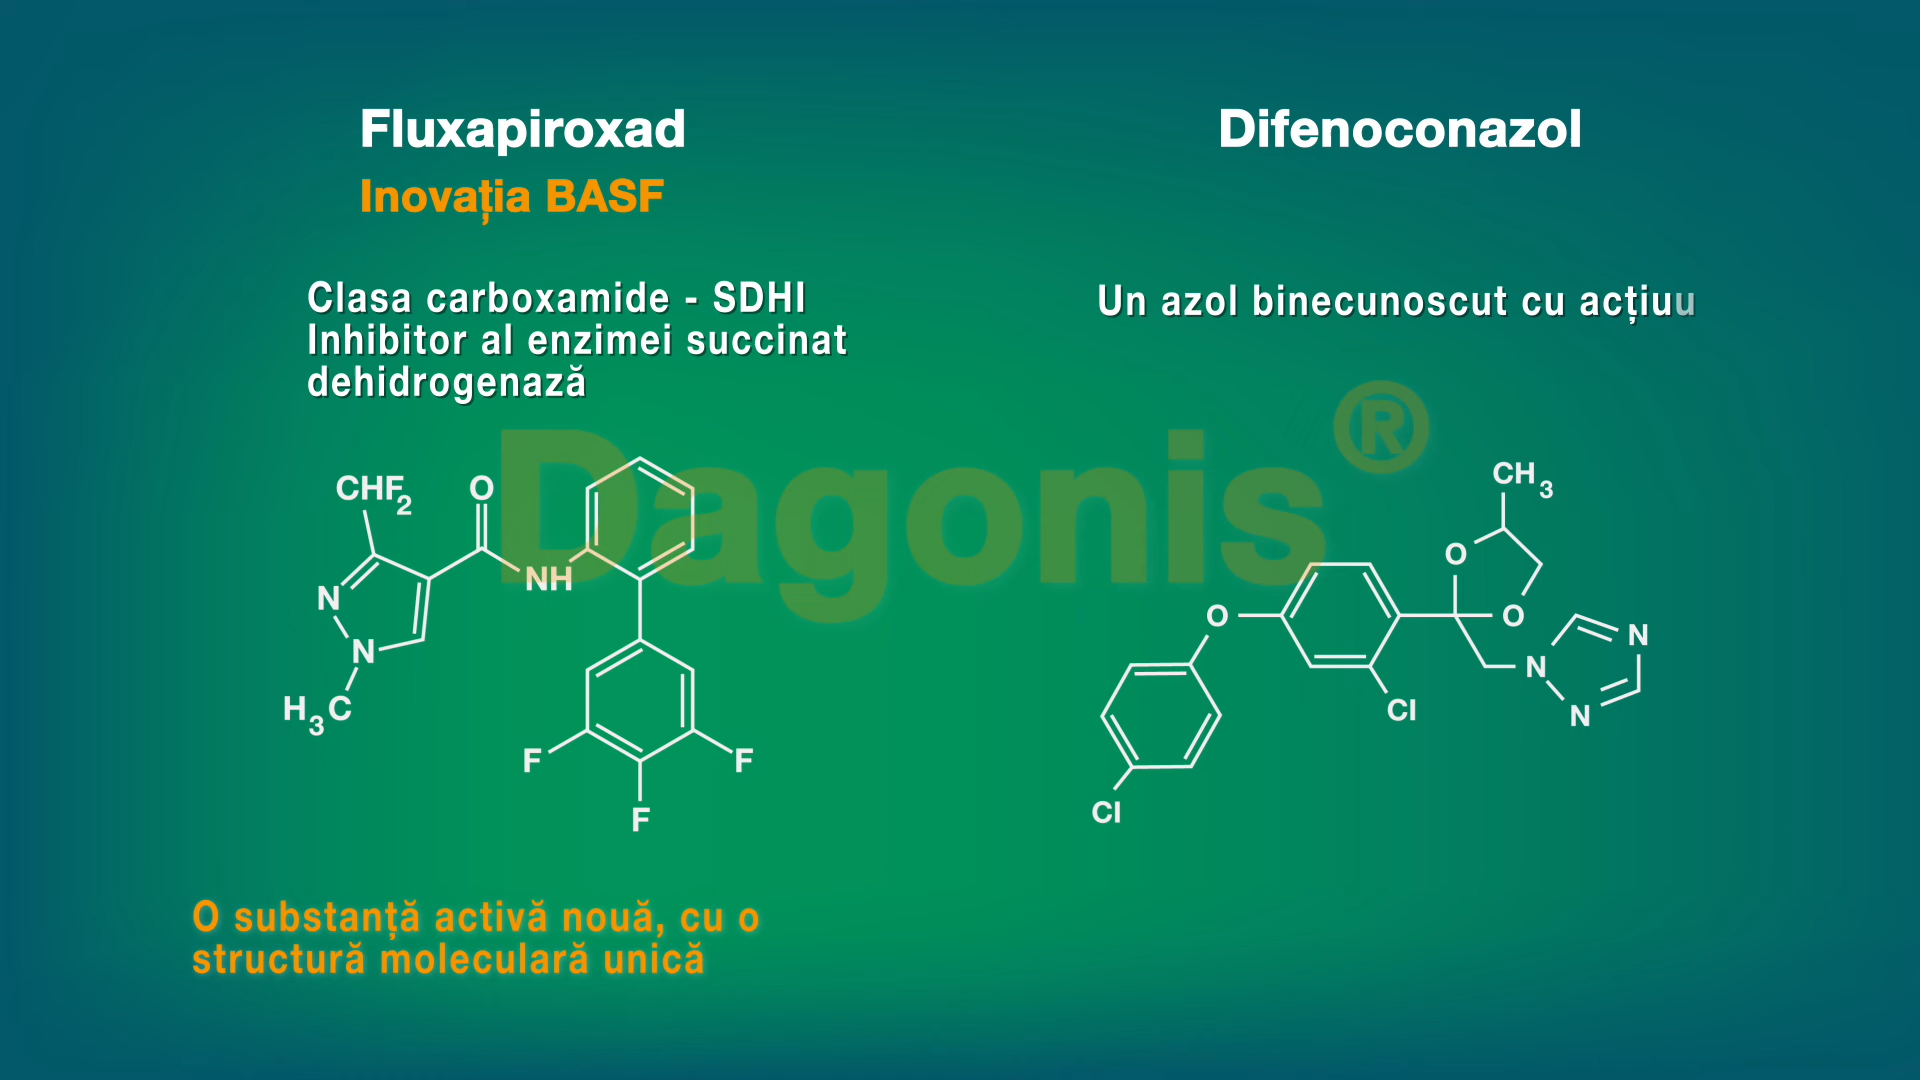 Fluxapiroxad
Inovația BASF
Clasa carboxamide - SDHI
Inhibitor al enzimei succinat
dehidrogenază
Difenoconazol
Un azol binecunoscut cu acțiuu
Dagonis®
CHF2
O
NH
N
N
H3C
F
F
F
CH3
O
O
O
N
N
N
Cl
Cl
O substanță activă nouă, cu o
structură moleculară unică